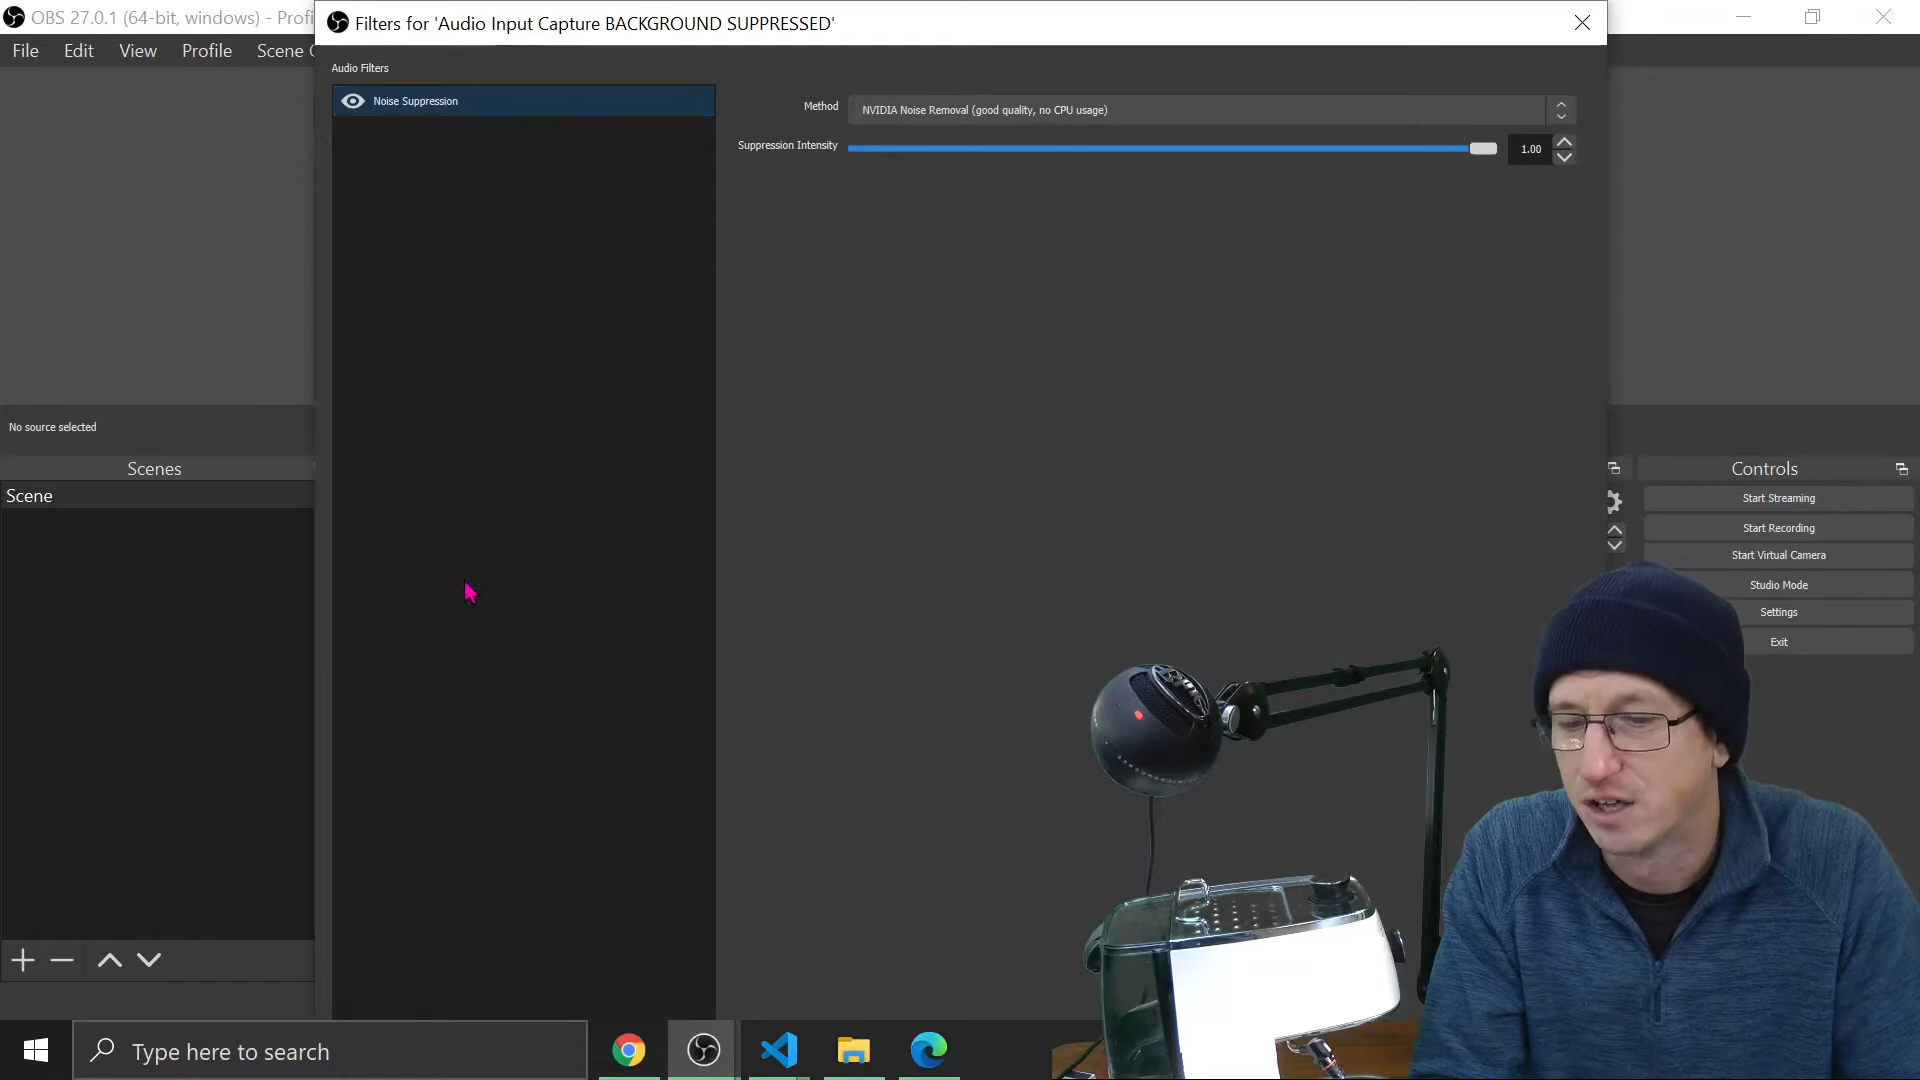 OBS 27.0.1 (64-bit, windows) - Profi
Filters for 'Audio Input Capture BACKGROUND SUPPRESSED'
File Edit View Profile Scene C
Audio Filters
Noise Suppression
Method
NVIDIA Noise Removal (good quality, no CPU usage)
Suppression Intensity
1.00
No source selected
Scenes
Controls
Scene
Start Streaming
Start Recording
Start Virtual Camera
Studio Mode
Settings
Exit
Type here to search